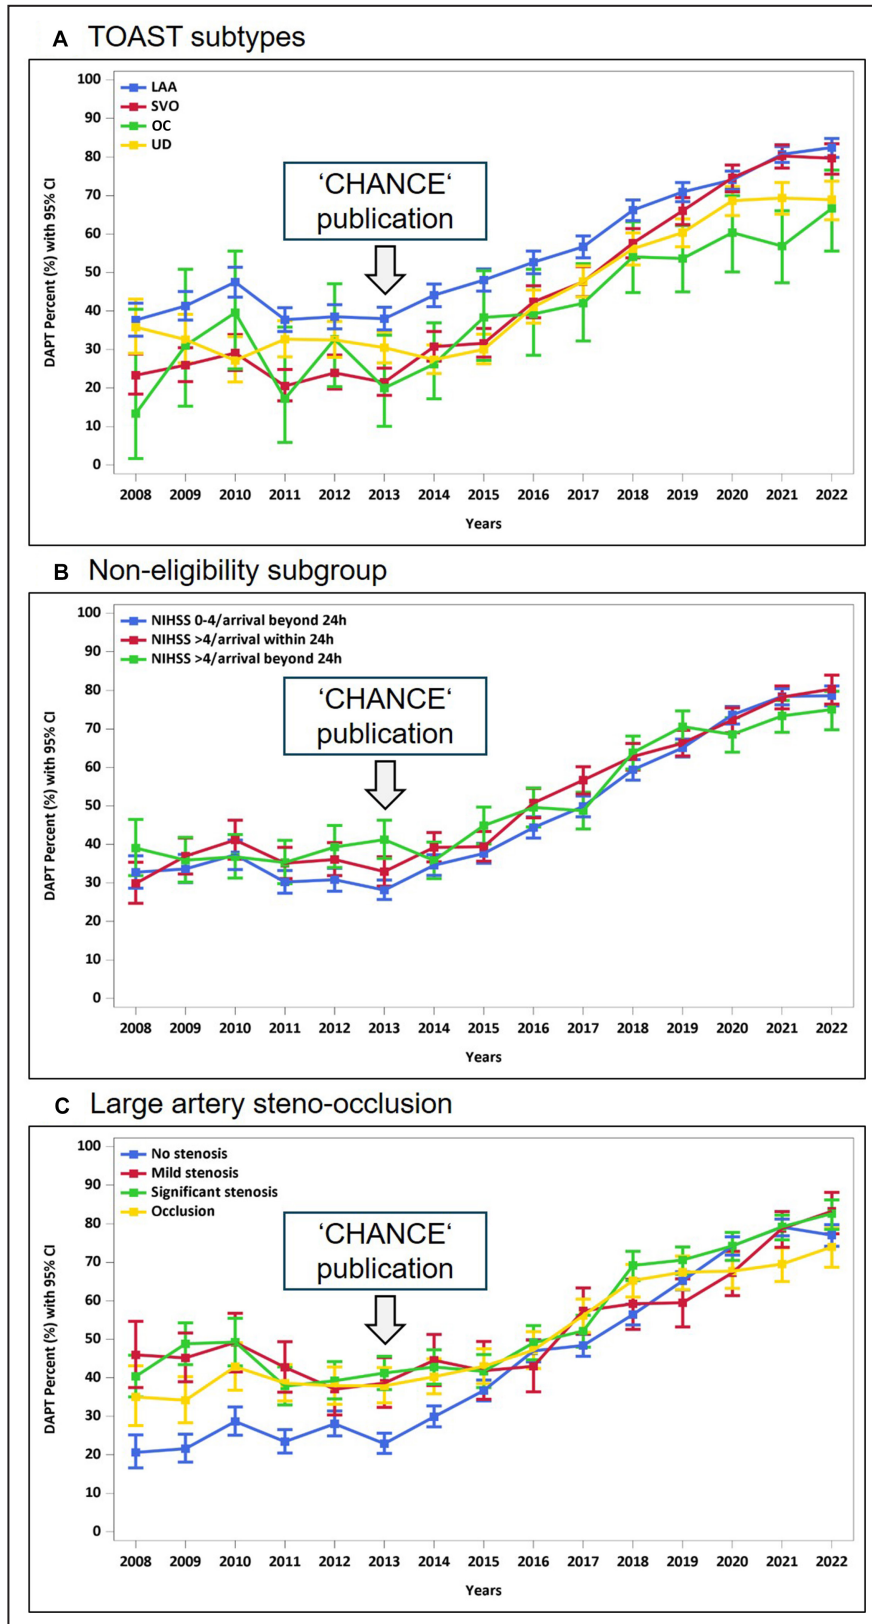 A TOAST subtypes
LAA
SVO
OC
UD
'CHANCE'
publication
DAPT Percent (%) with 95% CI
100
90
80
70
60
50
40
30
20
10
0
2008 2009 2010 2011 2012 2013 2014 2015 2016 2017 2018 2019 2020 2021 2022
Years
B Non-eligibility subgroup
NIHSS 0-4/arrival beyond 24h
NIHSS >4/arrival within 24h
NIHSS >4/arrival beyond 24h
'CHANCE'
publication
DAPT Percent (%) with 95% CI
100
90
80
70
60
50
40
30
20
10
0
2008 2009 2010 2011 2012 2013 2014 2015 2016 2017 2018 2019 2020 2021 2022
Years
C Large artery steno-occlusion
No stenosis
Mild stenosis
Significant stenosis
Occlusion
'CHANCE'
publication
DAPT Percent (%) with 95% CI
100
90
80
70
60
50
40
30
20
10
0
2008 2009 2010 2011 2012 2013 2014 2015 2016 2017 2018 2019 2020 2021 2022
Years